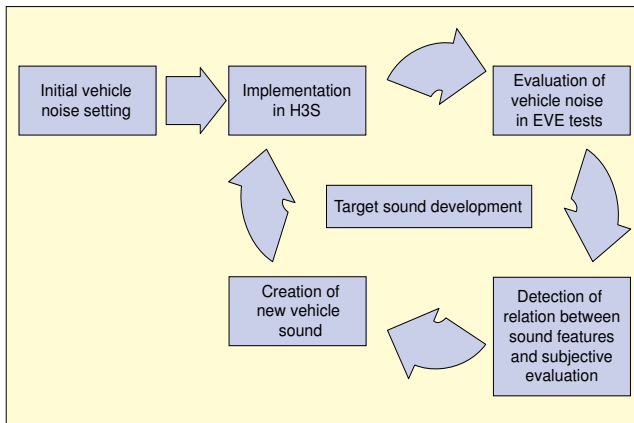 Initial vehicle
noise setting
Implementation
in H3S
Evaluation of
vehicle noise
in EVE tests
Target sound development
Creation of
new vehicle
sound
Detection of
relation between
sound features
and subjective
evaluation